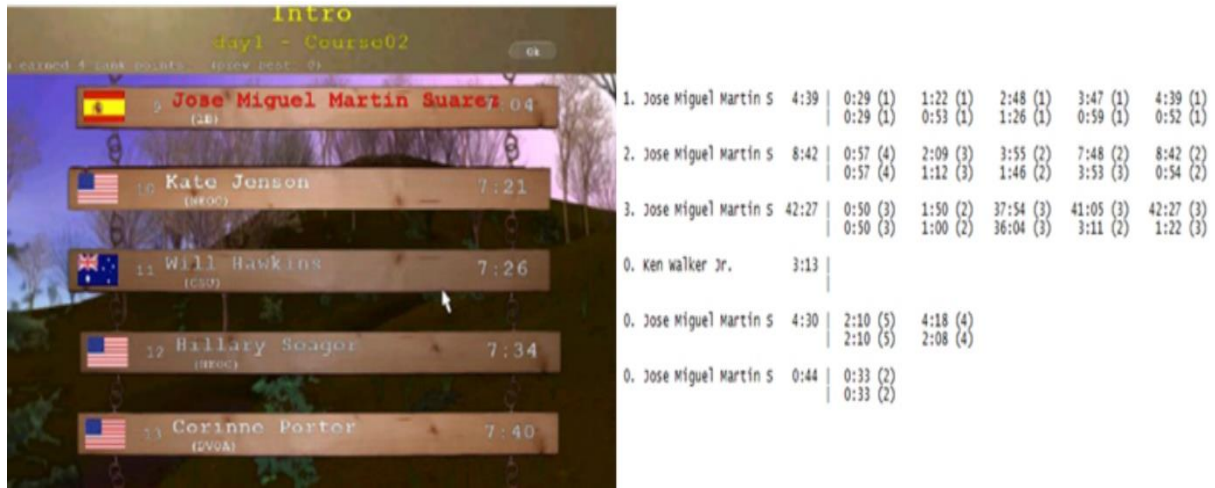 Intro
day1 - Course02
Ok
earned 4 rank points. (prev best: 0)
9 Jose Miguel Martin Suarez 7:04
10 Kate Jenson 7:21
(NEOC)
11 Will Hawkins 7:26
(CSU)
12 Hillary Seagor 7:34
(NEOC)
13 Corinne Porter 7:40
(DVOA)
1. Jose Miguel Martin S 4:39 | 0:29 (1) 1:22 (1) 2:48 (1) 3:47 (1) 4:39 (1)
| 0:29 (1) 0:53 (1) 1:26 (1) 0:59 (1) 0:52 (1)
2. Jose Miguel Martin S 8:42 | 0:57 (4) 2:09 (3) 3:55 (2) 7:48 (2) 8:42 (2)
| 0:57 (4) 1:12 (3) 1:46 (2) 3:53 (3) 0:54 (2)
3. Jose Miguel Martin S 42:27 | 0:50 (3) 1:50 (2) 37:54 (3) 41:05 (3) 42:27 (3)
| 0:50 (3) 1:00 (2) 36:04 (3) 3:11 (2) 1:22 (3)
0. Ken Walker Jr. 3:13 |
|
0. Jose Miguel Martin S 4:30 | 2:10 (5) 4:18 (4)
| 2:10 (5) 2:08 (4)
0. Jose Miguel Martin S 0:44 | 0:33 (2)
| 0:33 (2)